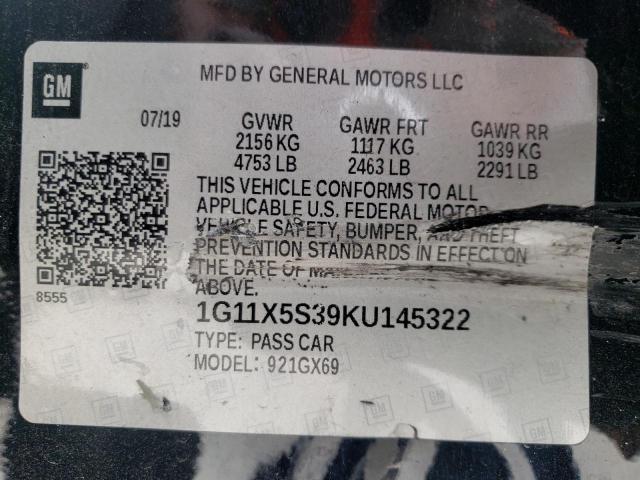 GM
MFD BY GENERAL MOTORS LLC
07/19
GVWR
2156 KG
4753 LB
GAWR FRT
1117 KG
2463 LB
GAWR RR
1039 KG
2291 LB
THIS VEHICLE CONFORMS TO ALL
APPLICABLE U.S. FEDERAL MOTOR
VEHICLE SAFETY, BUMPER, AND THEFT
PREVENTION STANDARDS IN EFFECT ON
THE DATE OF
ABOVE.
8555
1G11X5S39KU145322
TYPE: PASS CAR
MODEL: 921GX69